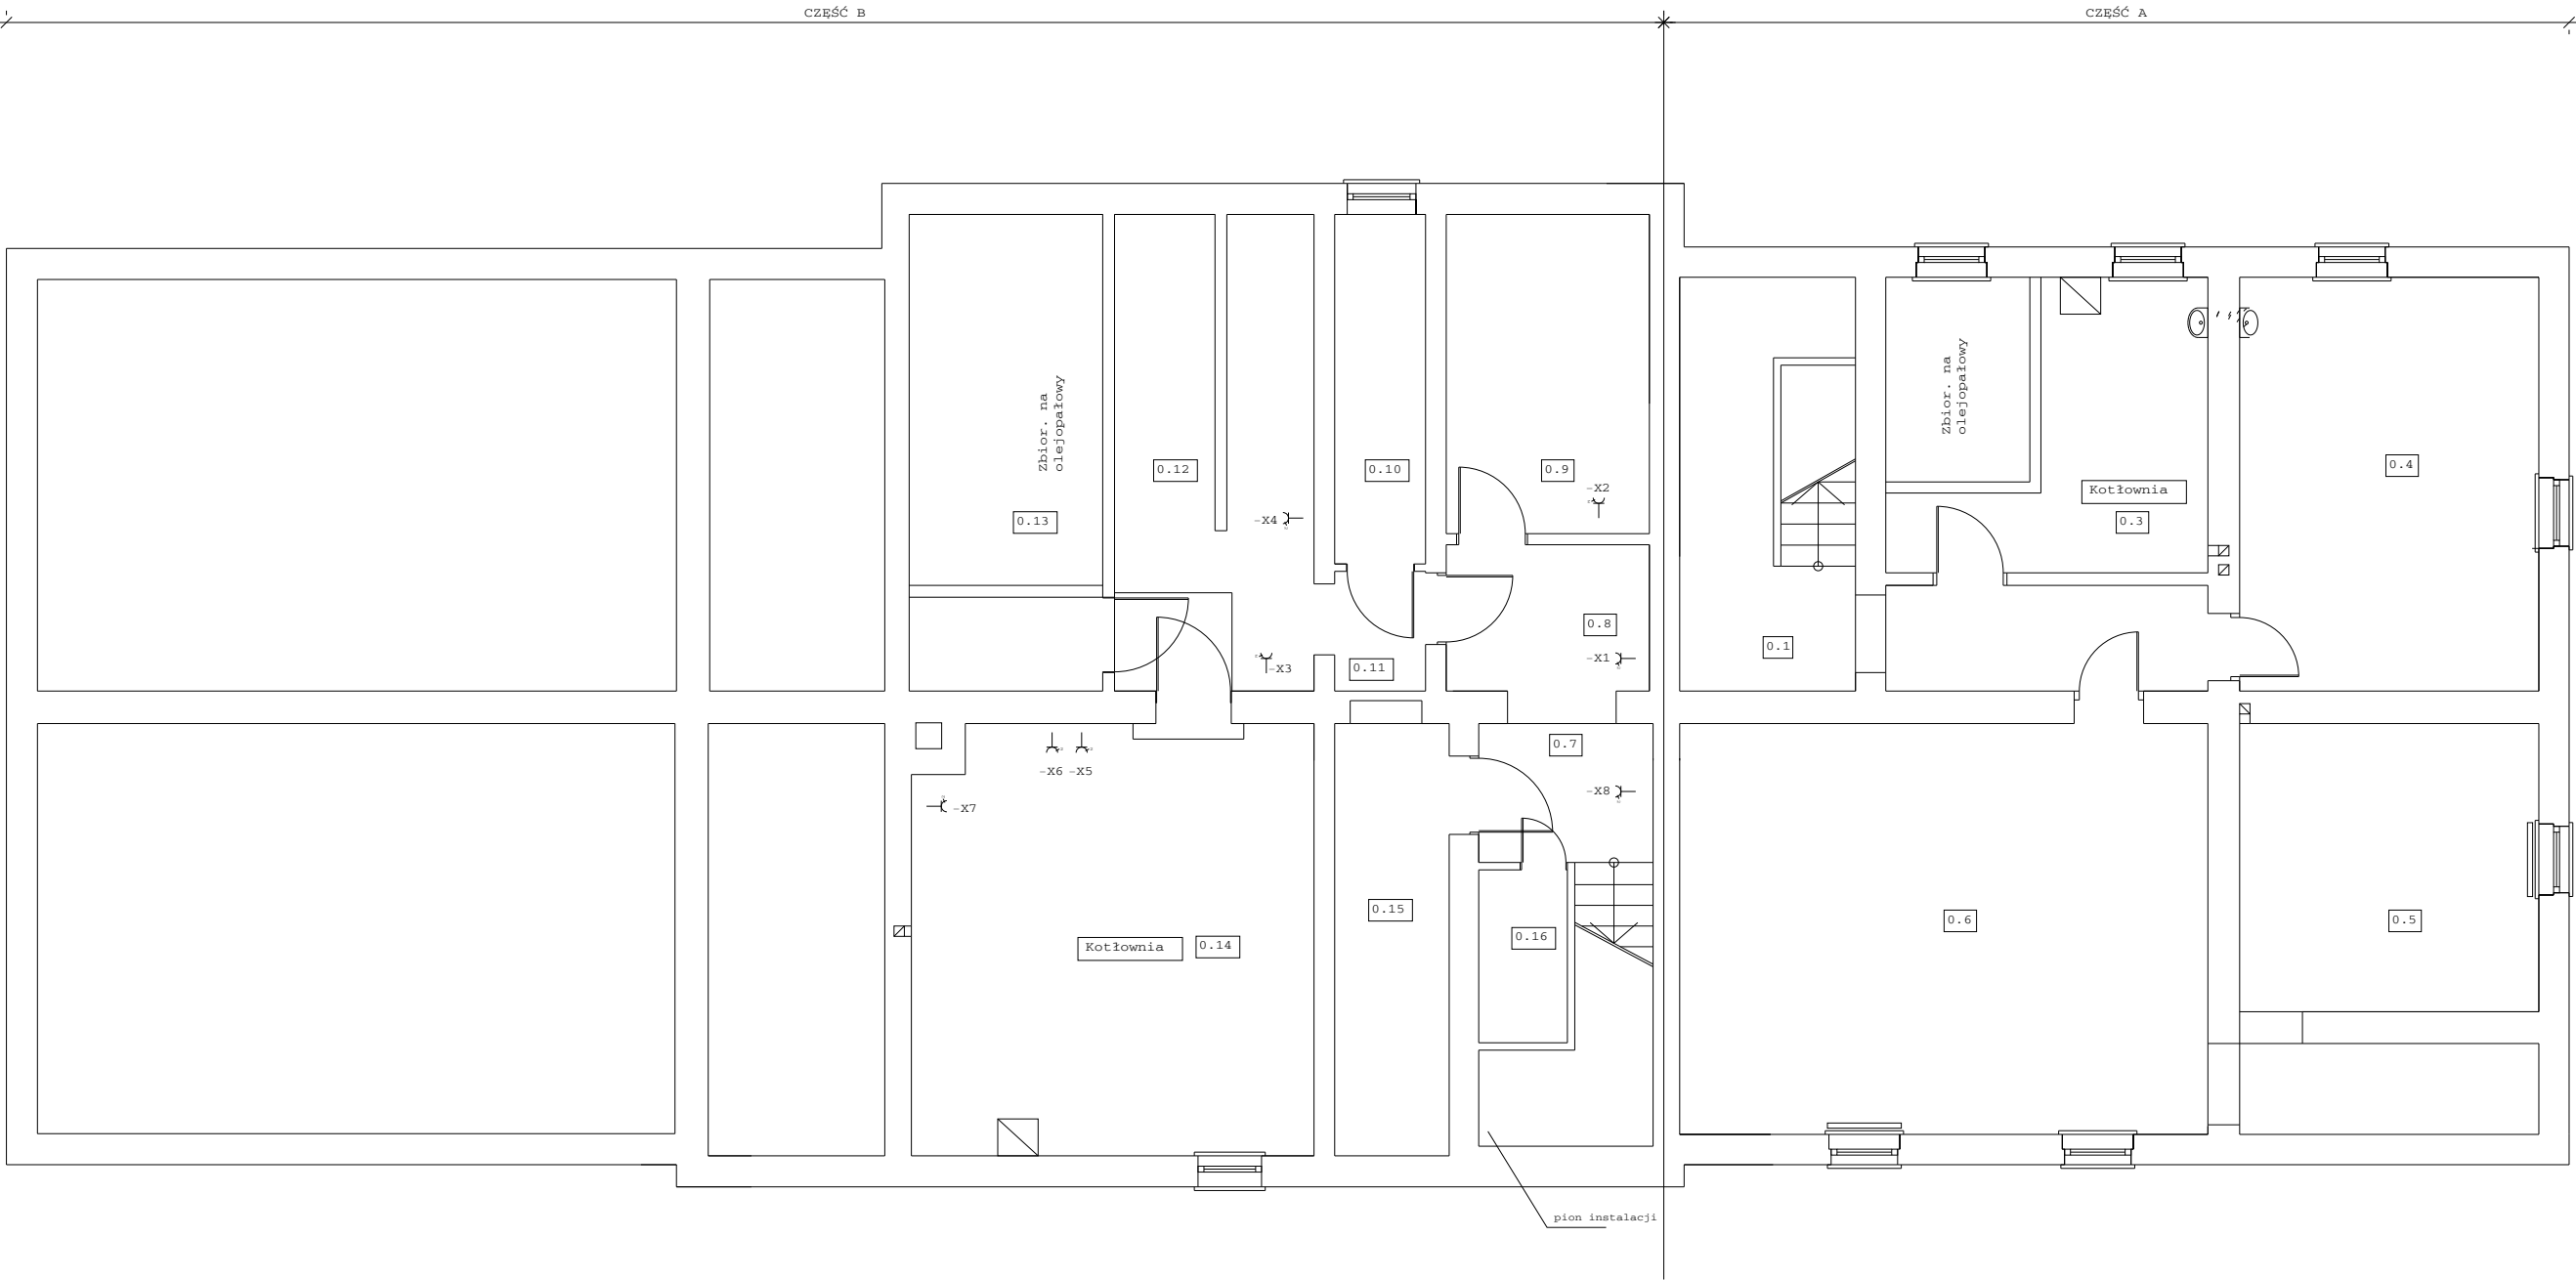 CZĘŚĆ B
CZĘŚĆ A
Zbior. na
olejopałowy
Zbior. na
olejopałowy
0.12
0.10
0.9
0.4
-X2
Kotłownia
0.13
-X4
0.3
0.8
0.1
-X3
0.11
-X1
0.7
-X6
-X5
-X8
-X7
0.15
0.6
0.5
0.16
Kotłownia
0.14
pion instalacji